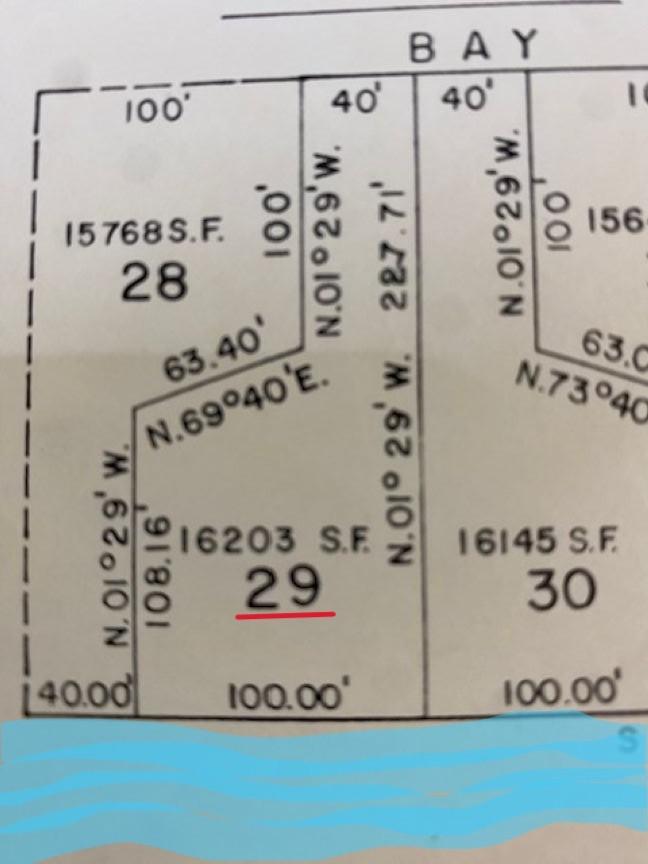 BAY
100'
40'
40'
100'
N.01°29'W.
227.71'
N.01°29'W.
100'
15768 S.F.
28
63.40'
N.69°40'E.
N.73°40
N.01°29'W.
108.16'
N.01°29'W.
16203 S.F.
29
16145 S.F.
30
40.00'
100.00'
100.00'
S